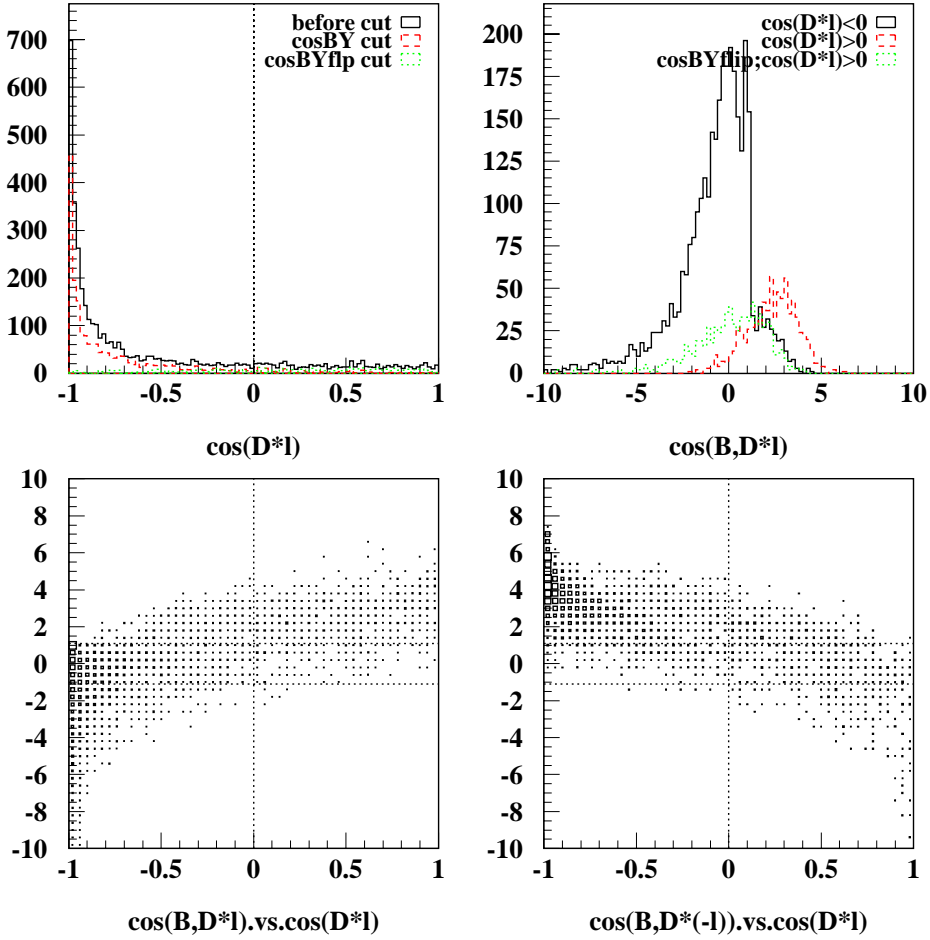 before cut
cosBY cut
cosBYflp cut
700
600
500
400
300
200
100
0
-1 -0.5 0 0.5 1
cos(D*l)
cos(D*l)<0
cos(D*l)>0
cosBYflip;cos(D*l)>0
200
175
150
125
100
75
50
25
0
-10 -5 0 5 10
cos(B,D*l)
10
8
6
4
2
0
-2
-4
-6
-8
-10
-1 -0.5 0 0.5 1
cos(B,D*l).vs.cos(D*l)
10
8
6
4
2
0
-2
-4
-6
-8
-10
-1 -0.5 0 0.5 1
cos(B,D*(-l)).vs.cos(D*l)